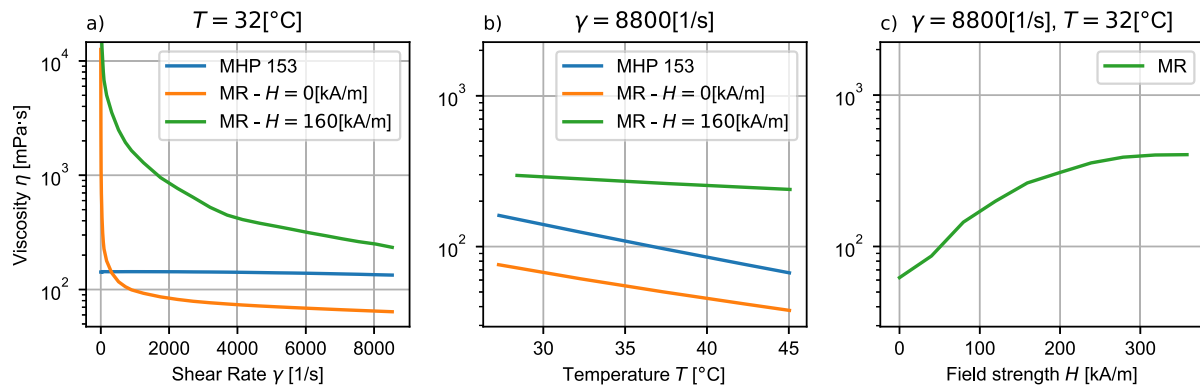 a)
T = 32[°C]
MHP 153
MR - H = 0[kA/m]
MR - H = 160[kA/m]
Viscosity η [mPa·s]
10⁴
10³
10²
0 2000 4000 6000 8000
Shear Rate γ [1/s]
b)
γ = 8800[1/s]
MHP 153
MR - H = 0[kA/m]
MR - H = 160[kA/m]
10³
10²
30 35 40 45
Temperature T [°C]
c)
γ = 8800[1/s], T = 32[°C]
MR
10³
10²
0 100 200 300
Field strength H [kA/m]